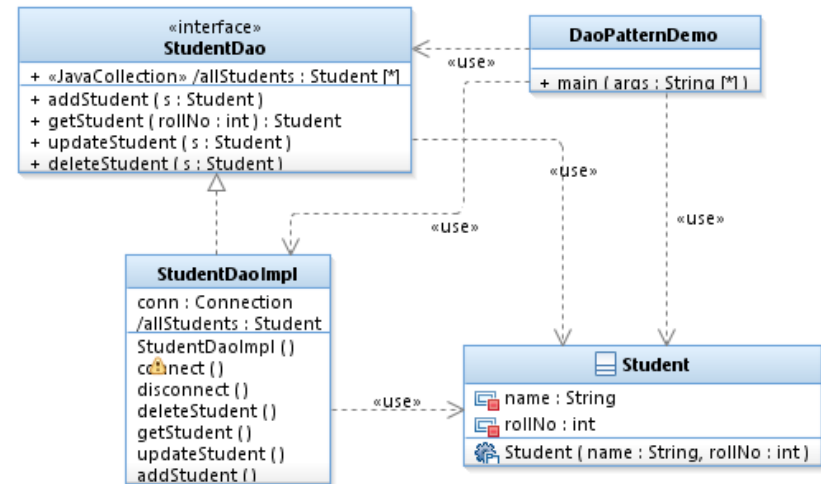 «interface»
StudentDao
+ «JavaCollection» /allStudents : Student [*]
+ addStudent ( s : Student )
+ getStudent ( rollNo : int ) : Student
+ updateStudent ( s : Student )
+ deleteStudent ( s : Student )
DaoPatternDemo
+ main ( args : String [*] )
«use»
«use»
«use»
«use»
StudentDaoImpl
conn : Connection
/allStudents : Student
StudentDaoImpl ( )
connect ( )
disconnect ( )
deleteStudent ( )
getStudent ( )
updateStudent ( )
addStudent ( )
«use»
Student
name : String
rollNo : int
Student ( name : String, rollNo : int )